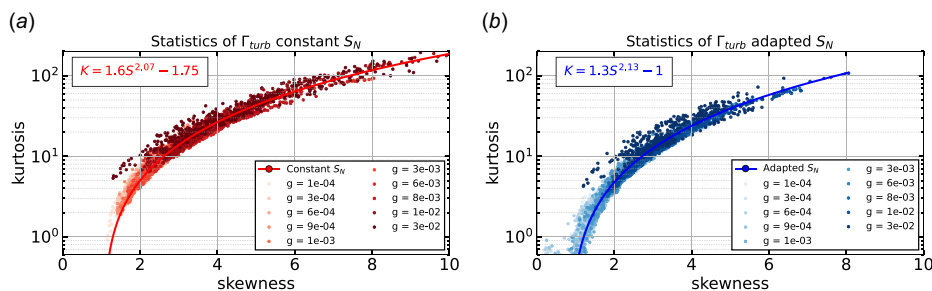 (a)
Statistics of Γturb constant SN
K = 1.6S^2.07 − 1.75
kurtosis
10^2
10^1
10^0
Constant SN
g = 1e-04
g = 3e-04
g = 6e-04
g = 9e-04
g = 1e-03
g = 3e-03
g = 6e-03
g = 8e-03
g = 1e-02
g = 3e-02
0 2 4 6 8 10
skewness
(b)
Statistics of Γturb adapted SN
K = 1.3S^2.13 − 1
kurtosis
10^2
10^1
10^0
Adapted SN
g = 1e-04
g = 3e-04
g = 6e-04
g = 9e-04
g = 1e-03
g = 3e-03
g = 6e-03
g = 8e-03
g = 1e-02
g = 3e-02
0 2 4 6 8 10
skewness